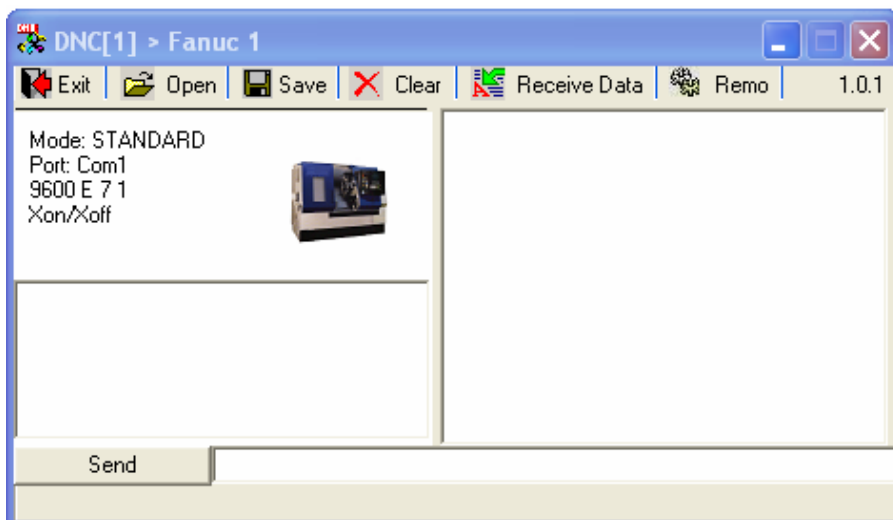 DNC[1] > Fanuc 1
Exit Open Save Clear Receive Data Remo 1.0.1
Mode: STANDARD
Port: Com1
9600 E 7 1
Xon/Xoff
Send